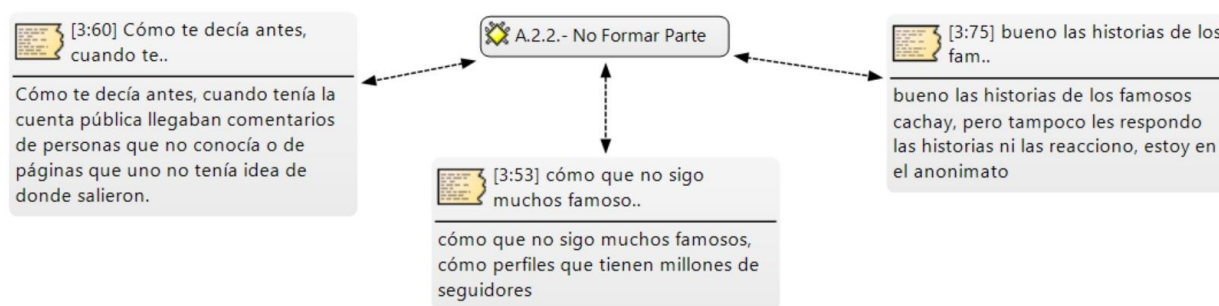 A.2.2.- No Formar Parte
[3:60] Cómo te decía antes,
cuando te..
Cómo te decía antes, cuando tenía la
cuenta pública llegaban comentarios
de personas que no conocía o de
páginas que uno no tenía idea de
donde salieron.
[3:53] cómo que no sigo
muchos famoso..
cómo que no sigo muchos famosos,
cómo perfiles que tienen millones de
seguidores
[3:75] bueno las historias de los
fam..
bueno las historias de los famosos
cachay, pero tampoco les respondo
las historias ni las reacciono, estoy en
el anonimato